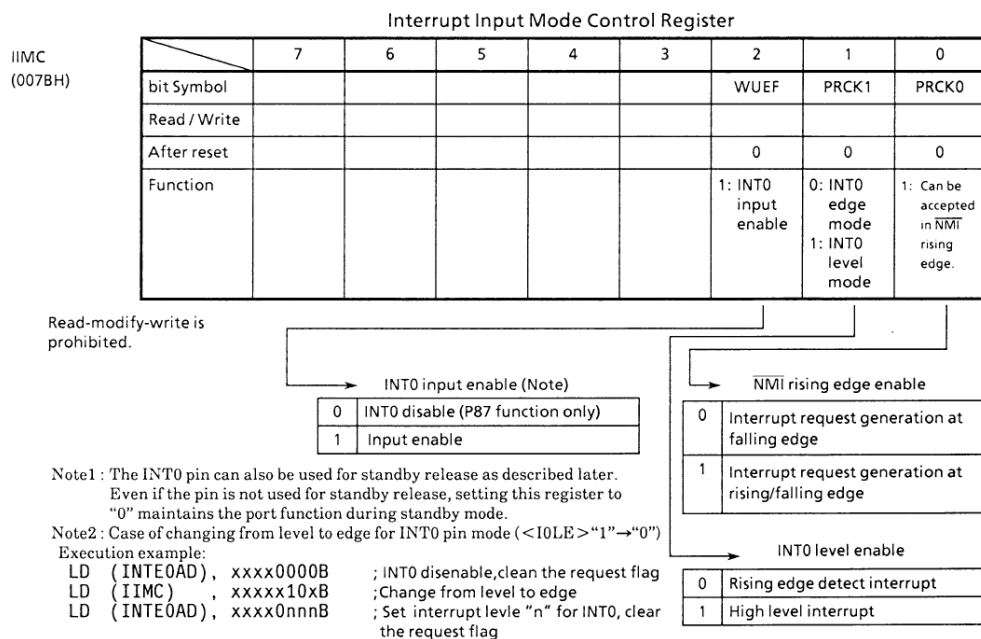 Interrupt Input Mode Control Register
IIMC
(007BH)
7 6 5 4 3 2 1 0
bit Symbol WUEF PRCK1 PRCK0
Read / Write
After reset 0 0 0
Function 1: INT0 0: INT0 1: Can be
input edge accepted
enable mode in NMI
1: INT0 rising
level edge.
mode
Read-modify-write is
prohibited.
INT0 input enable (Note)
0 INT0 disable (P87 function only)
1 Input enable
NMI rising edge enable
0 Interrupt request generation at
falling edge
1 Interrupt request generation at
rising/falling edge
Note1 : The INT0 pin can also be used for standby release as described later.
Even if the pin is not used for standby release, setting this register to
“0” maintains the port function during standby mode.
Note2 : Case of changing from level to edge for INT0 pin mode (<I0LE>“1”→“0”)
Execution example:
LD (INTE0AD), xxxx0000B ; INT0 disenable,clean the request flag
LD (IIMC) , xxxxx10xB ;Change from level to edge
LD (INTE0AD), xxxx0nnnB ; Set interrupt levle “n” for INT0, clear
the request flag
INT0 level enable
0 Rising edge detect interrupt
1 High level interrupt